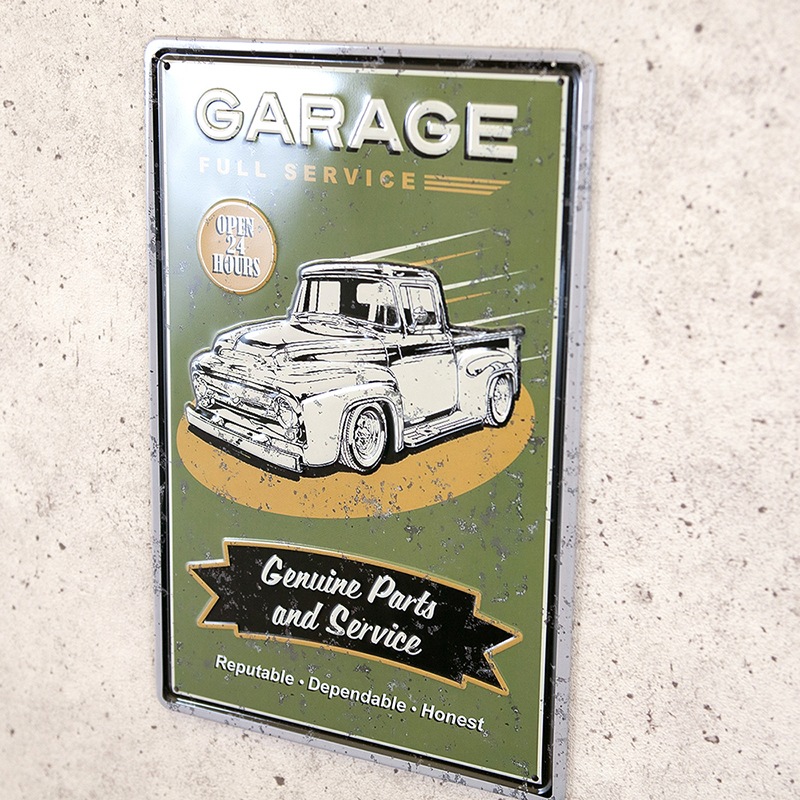 GARAGE
FULL SERVICE
OPEN
24
HOURS
Genuine Parts
and Service
Reputable • Dependable • Honest